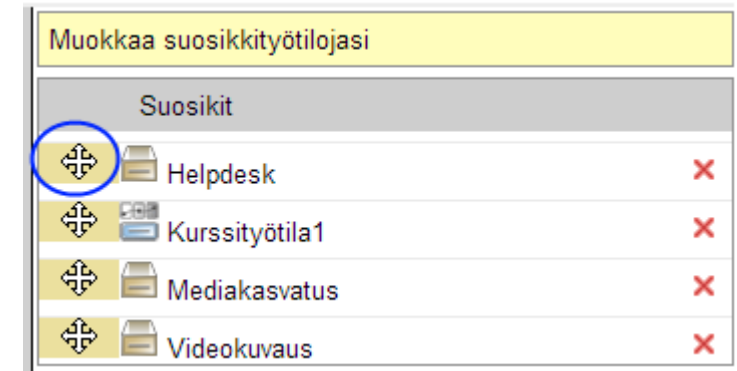 Muokkaa suosikkityötilojasi
Suosikit
Helpdesk
Kurssityötila1
Mediakasvatus
Videokuvaus